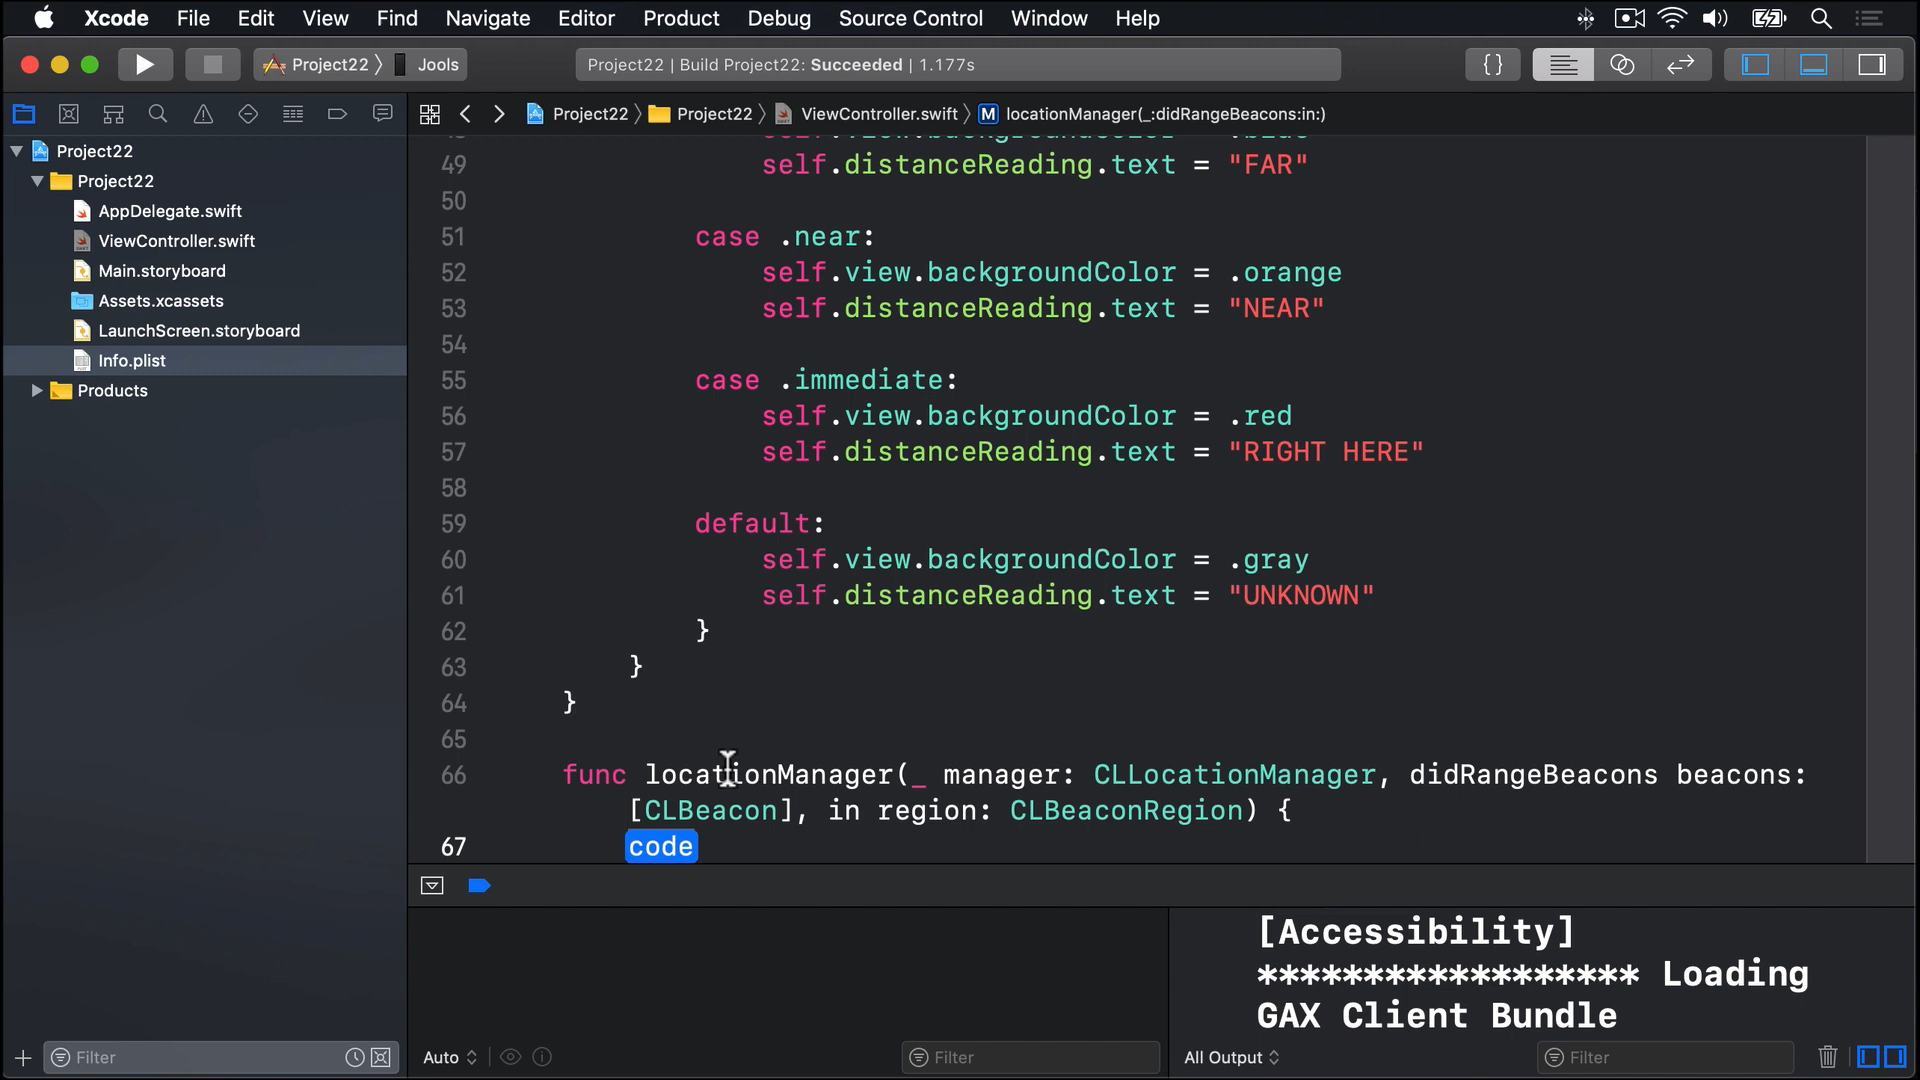 Xcode File Edit View Find Navigate Editor Product Debug Source Control Window Help
Project22 Jools
Project22 | Build Project22: Succeeded | 1.177s
Project22 Project22 ViewController.swift M locationManager(_:didRangeBeacons:in:)
Project22
Project22
AppDelegate.swift
ViewController.swift
Main.storyboard
Assets.xcassets
LaunchScreen.storyboard
Info.plist
Products
49 self.distanceReading.text = "FAR"
50
51 case .near:
52 self.view.backgroundColor = .orange
53 self.distanceReading.text = "NEAR"
54
55 case .immediate:
56 self.view.backgroundColor = .red
57 self.distanceReading.text = "RIGHT HERE"
58
59 default:
60 self.view.backgroundColor = .gray
61 self.distanceReading.text = "UNKNOWN"
62 }
63 }
64 }
65
66 func locationManager(_ manager: CLLocationManager, didRangeBeacons beacons:
[CLBeacon], in region: CLBeaconRegion) {
67 code
[Accessibility]
****************** Loading
GAX Client Bundle
Filter
Auto
Filter
All Output
Filter